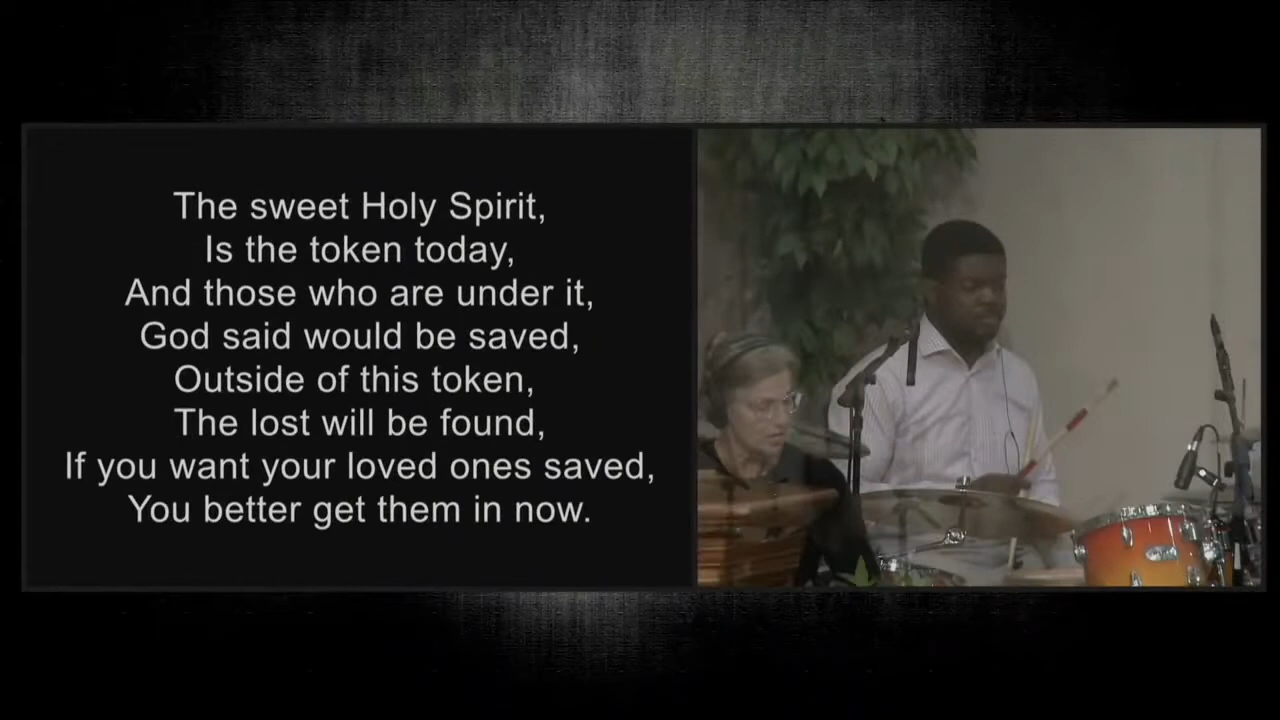 The sweet Holy Spirit,
Is the token today,
And those who are under it,
God said would be saved,
Outside of this token,
The lost will be found,
If you want your loved ones saved,
You better get them in now.